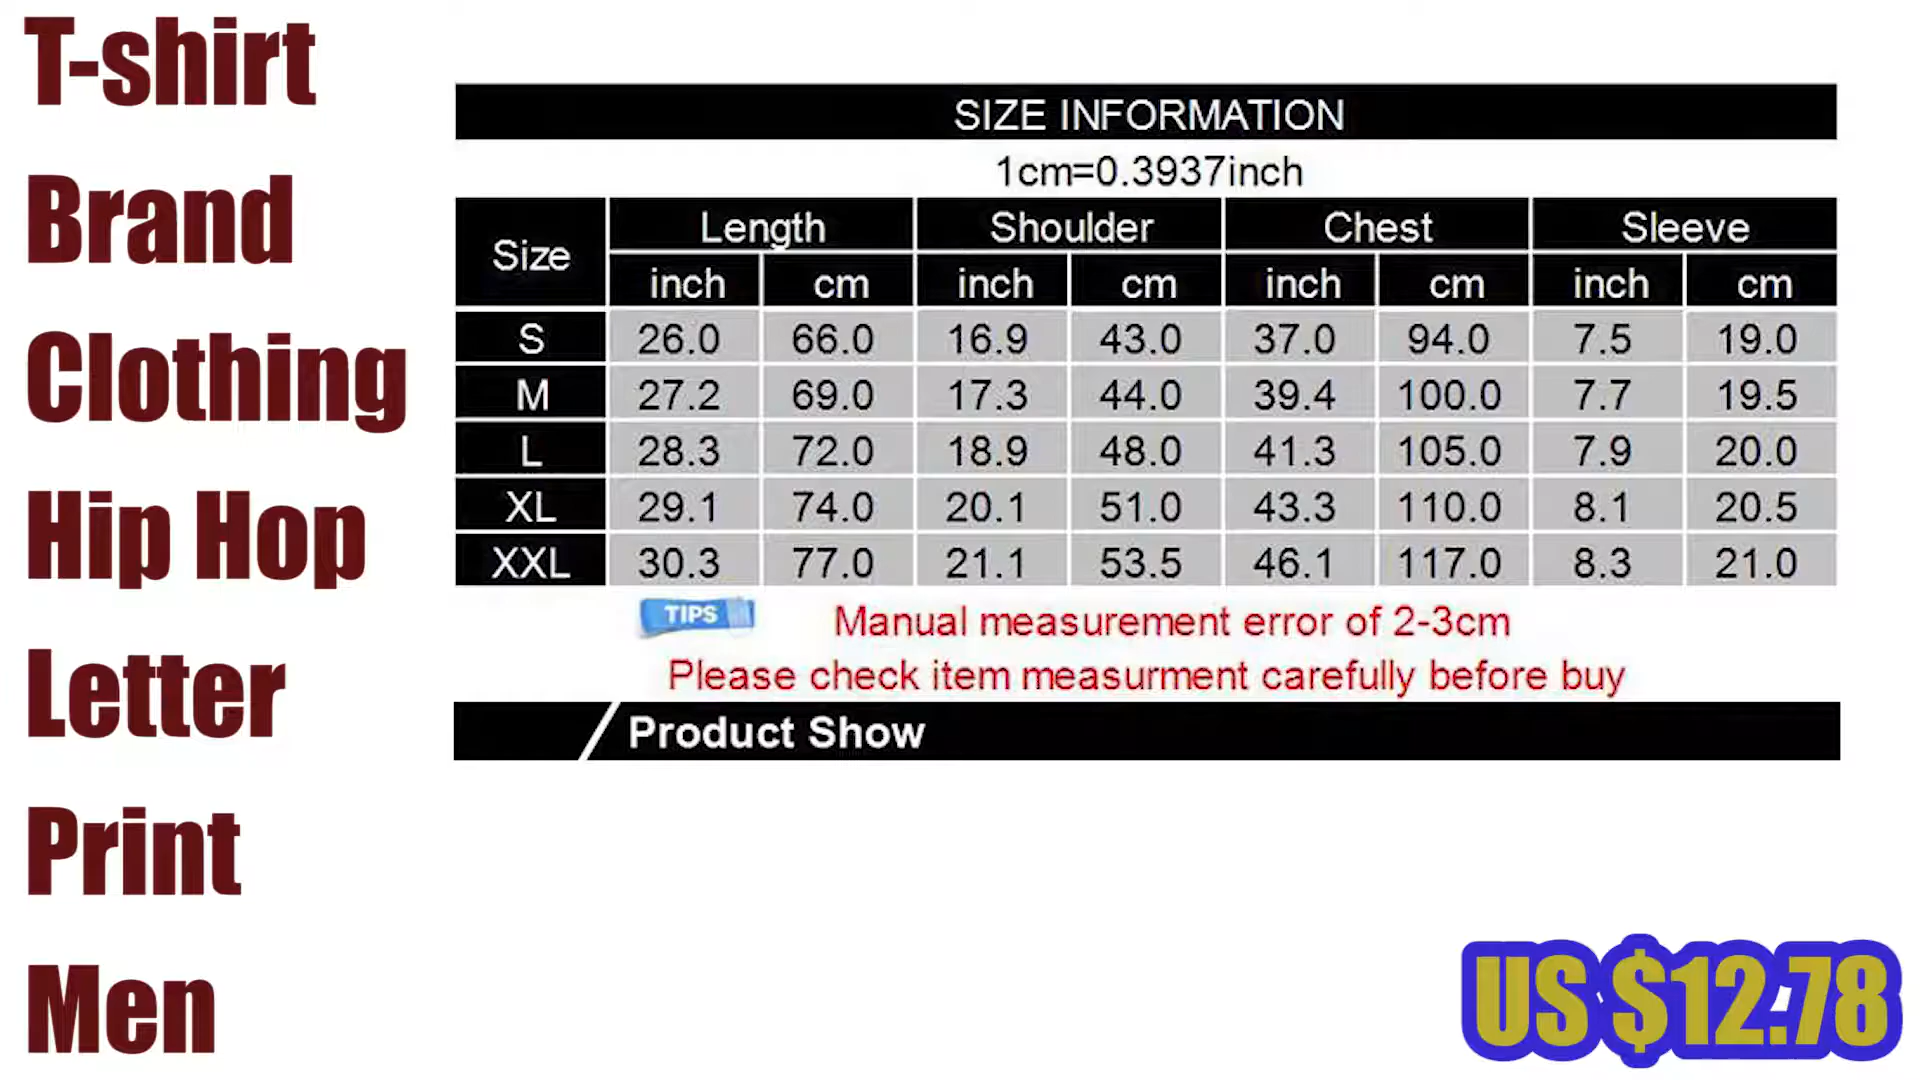 T-shirt
Brand
Clothing
Hip Hop
Letter
Print
Men
SIZE INFORMATION
1cm=0.3937inch
Size Length Shoulder Chest Sleeve
inch cm inch cm inch cm inch cm
S 26.0 66.0 16.9 43.0 37.0 94.0 7.5 19.0
M 27.2 69.0 17.3 44.0 39.4 100.0 7.7 19.5
L 28.3 72.0 18.9 48.0 41.3 105.0 7.9 20.0
XL 29.1 74.0 20.1 51.0 43.3 110.0 8.1 20.5
XXL 30.3 77.0 21.1 53.5 46.1 117.0 8.3 21.0
TIPS Manual measurement error of 2-3cm
Please check item measurment carefully before buy
Product Show
US $12.78